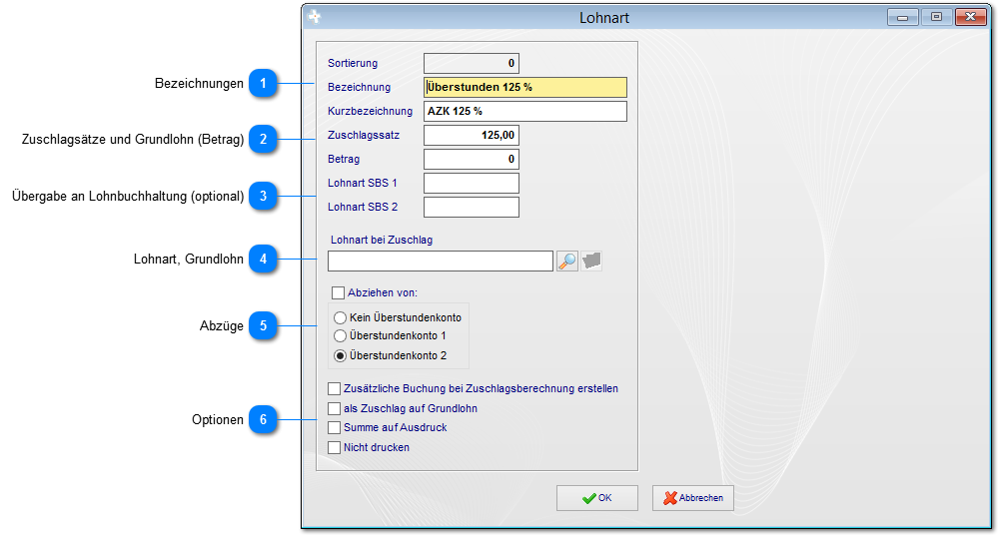 Lohnart
Sortierung 0
Bezeichnungen 1 Bezeichnung Überstunden 125 %
Kurzbezeichnung AZK 125 %
Zuschlagsätze und Grundlohn (Betrag) 2 Zuschlagssatz 125,00
Betrag 0
Übergabe an Lohnbuchhaltung (optional) 3 Lohnart SBS 1
Lohnart SBS 2
Lohnart bei Zuschlag
Lohnart, Grundlohn 4
Abziehen von:
Kein Überstundenkonto
Abzüge 5 Überstundenkonto 1
Überstundenkonto 2
Zusätzliche Buchung bei Zuschlagsberechnung erstellen
als Zuschlag auf Grundlohn
Optionen 6 Summe auf Ausdruck
Nicht drucken
OK Abbrechen